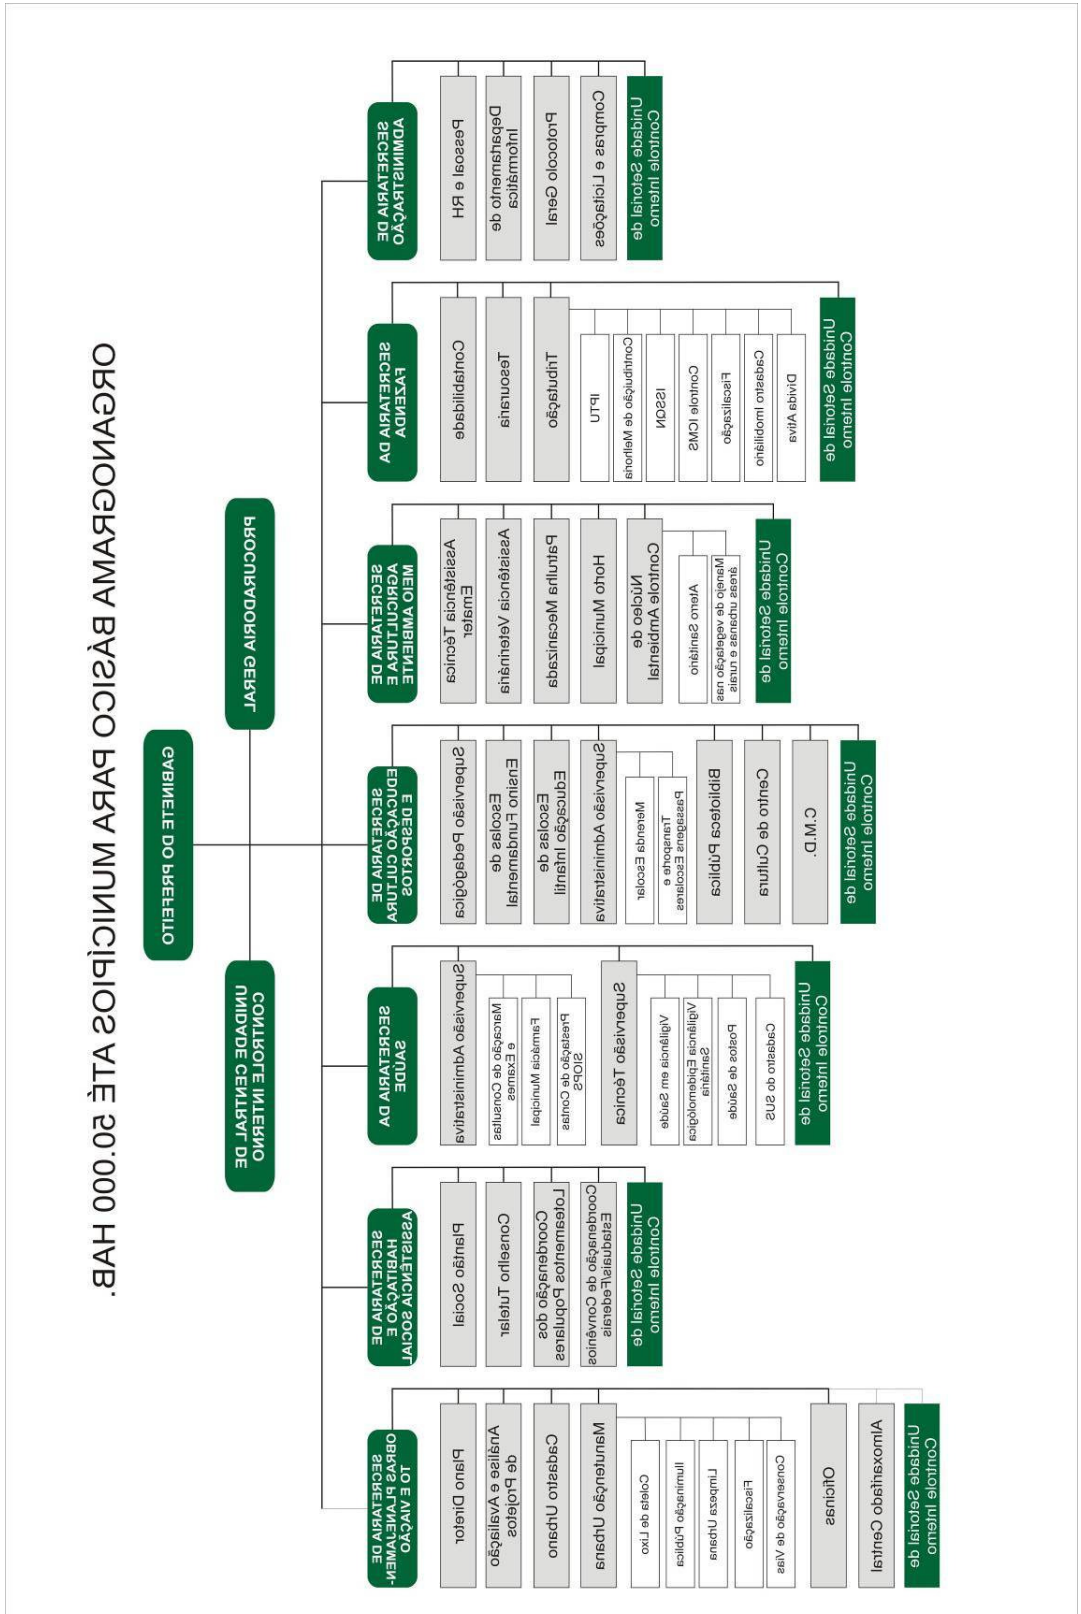 ORGANOGRAMA BÁSICO PARA MUNICÍPIOS ATÉ 50.000 HAB.
GABINETE DO PREFEITO
PROCURADORIA GERAL
UNIDADE CENTRAL DE
CONTROLE INTERNO
SECRETARIA DE
ADMINISTRAÇÃO
Pessoal e RH
Departamento de
Informática
Protocolo Geral
Compras e Licitações
Unidade Setorial de
Controle Interno
SECRETARIA DA
FAZENDA
Contabilidade
Tesouraria
Tributação
IPTU
Contribuição de Melhoria
ISSQN
Controle ICMS
Fiscalização
Cadastro Imobiliário
Dívida Ativa
Unidade Setorial de
Controle Interno
SECRETARIA DE
AGRICULTURA E
MEIO AMBIENTE
Assistência Técnica
Emater
Assistência Veterinária
Patrulha Mecanizada
Horto Municipal
Núcleo de
Controle Ambiental
Aterro Sanitário
Manejo da vegetação nas
áreas urbanas e rurais
Unidade Setorial de
Controle Interno
SECRETARIA DE
EDUCAÇÃO CULTURA
E DESPORTOS
Supervisão Pedagógica
Escolas de
Ensino Fundamental
Escolas de
Educação Infantil
Supervisão Administrativa
Merenda Escolar
Transporte e
Passagens Escolares
Biblioteca Pública
Centro de Cultura
C.M.D.
Unidade Setorial de
Controle Interno
SECRETARIA DA
SAÚDE
Supervisão Administrativa
Marcação de Consultas
e Exames
Farmácia Municipal
Prestação de Contas
SIOPS
Supervisão Técnica
Vigilância em Saúde
Vigilância Epidemiológica
Sanitária
Postos de Saúde
Cadastro do SUS
Unidade Setorial de
Controle Interno
SECRETARIA DE
HABITAÇÃO E
ASSISTÊNCIA SOCIAL
Plantão Social
Conselho Tutelar
Coordenação dos
Loteamentos Populares
Coordenação de Convênios
Estaduais/Federais
Unidade Setorial de
Controle Interno
SECRETARIA DE
OBRAS PLANEJAMEN-
TO E VIAÇÃO
Plano Diretor
Análise e Avaliação
de Projetos
Cadastro Urbano
Manutenção Urbana
Coleta de Lixo
Iluminação Pública
Limpeza Urbana
Fiscalização
Conservação de Vias
Oficinas
Almoxarifado Central
Unidade Setorial de
Controle Interno